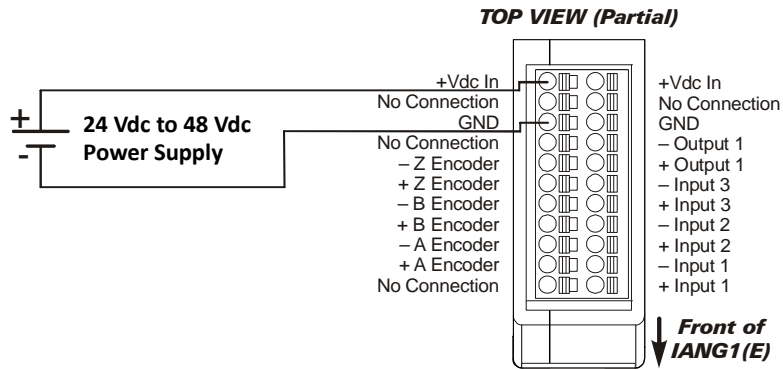 TOP VIEW (Partial)
+Vdc In
No Connection
GND
No Connection
– Z Encoder
+ Z Encoder
– B Encoder
+ B Encoder
– A Encoder
+ A Encoder
No Connection
+
-
24 Vdc to 48 Vdc
Power Supply
+Vdc In
No Connection
GND
– Output 1
+ Output 1
– Input 3
+ Input 3
– Input 2
+ Input 2
– Input 1
+ Input 1
Front of
IANG1(E)